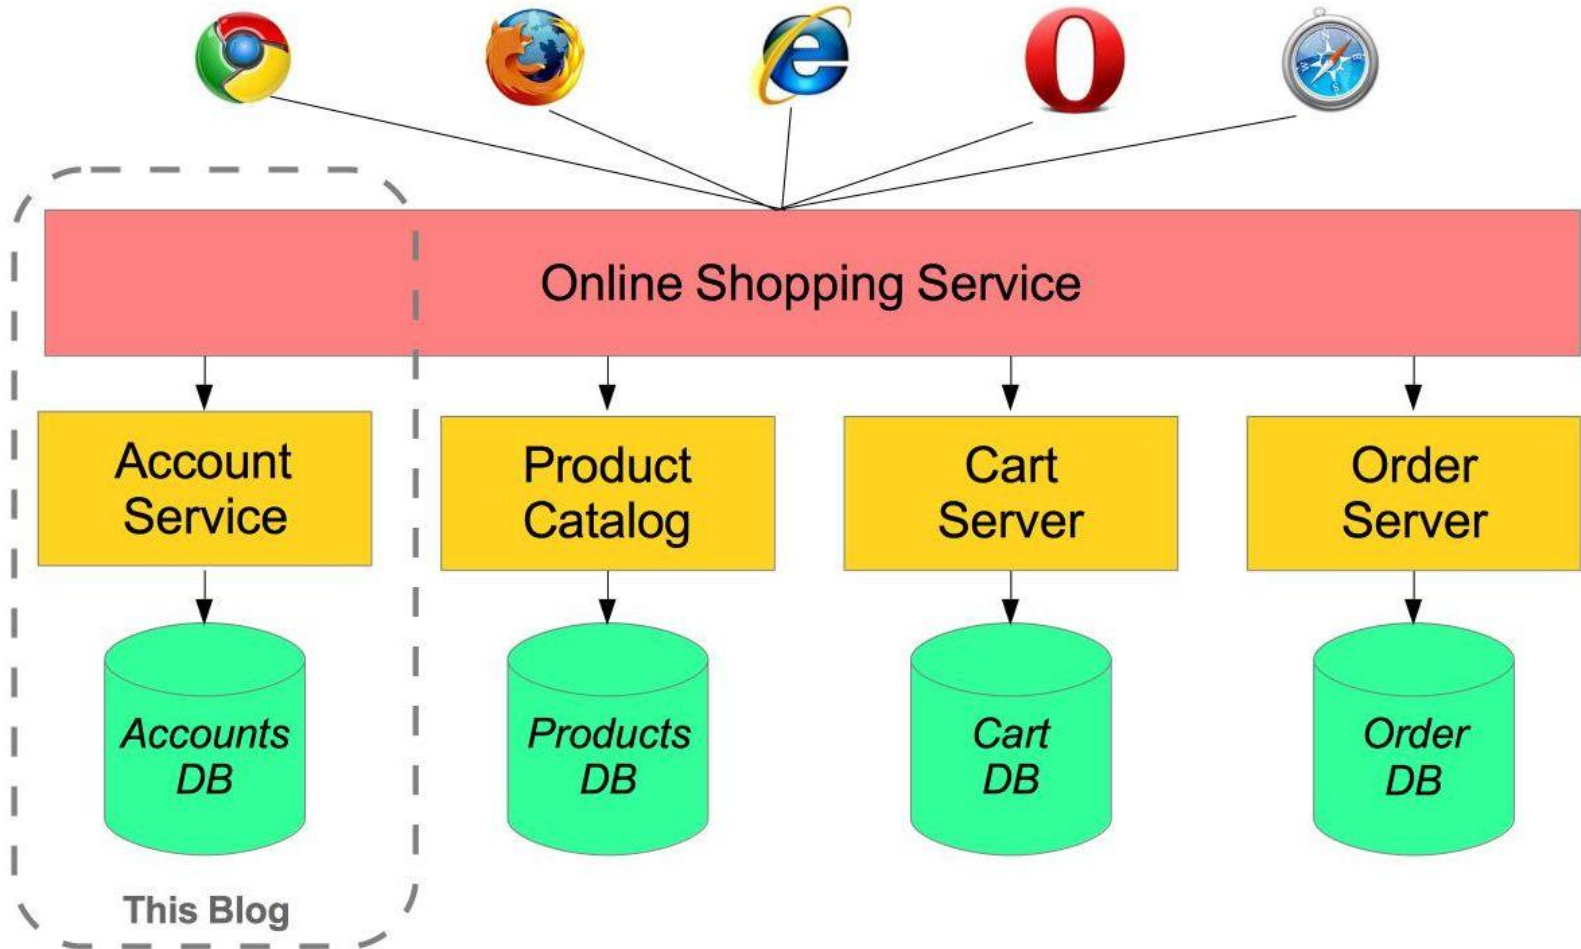 Online Shopping Service
Account
Service
Product
Catalog
Cart
Server
Order
Server
Accounts
DB
Products
DB
Cart
DB
Order
DB
This Blog